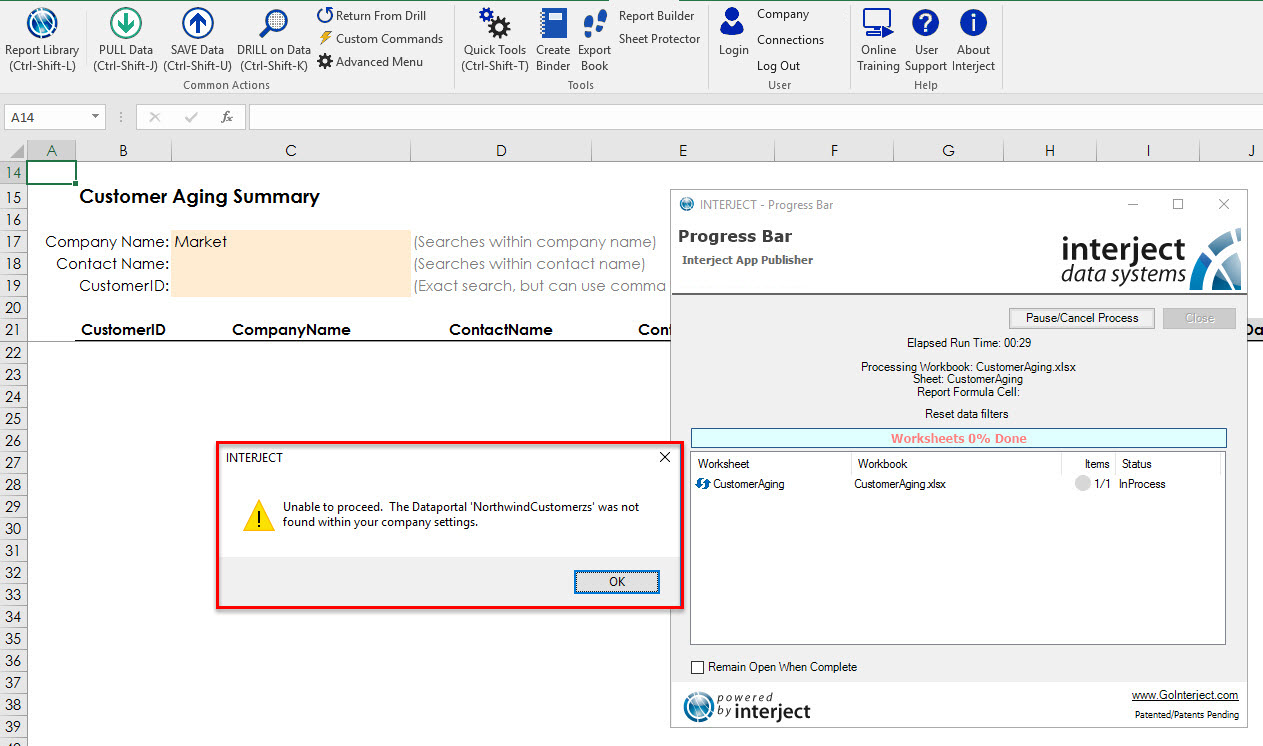 Report Library
(Ctrl-Shift-L)
PULL Data
(Ctrl-Shift-J)
SAVE Data
(Ctrl-Shift-U)
DRILL on Data
(Ctrl-Shift-K)
Return From Drill
Custom Commands
Advanced Menu
Common Actions
Quick Tools
(Ctrl-Shift-T)
Create
Binder
Export
Book
Report Builder
Sheet Protector
Tools
Login
Company
Connections
Log Out
User
Online
Training
User
Support
About
Interject
Help
A14
fx
A B C D E F G H I J
14
15 Customer Aging Summary
16
17 Company Name: Market (Searches within company name)
18 Contact Name: (Searches within contact name)
19 CustomerID: (Exact search, but can use comma
20
21 CustomerID CompanyName ContactName Con Da
22
23
24
25
26
27
28
29
30
31
32
33
34
35
36
37
38
39
INTERJECT
Unable to proceed. The Dataportal 'NorthwindCustomerzs' was not
found within your company settings.
OK
INTERJECT - Progress Bar
Progress Bar
Interject App Publisher
interject
data systems
Pause/Cancel Process
Close
Elapsed Run Time: 00:29
Processing Workbook: CustomerAging.xlsx
Sheet: CustomerAging
Report Formula Cell:
Reset data filters
Worksheets 0% Done
Worksheet Workbook Items Status
CustomerAging CustomerAging.xlsx 1/1 InProcess
Remain Open When Complete
powered
by interject
www.GoInterject.com
Patented/Patents Pending